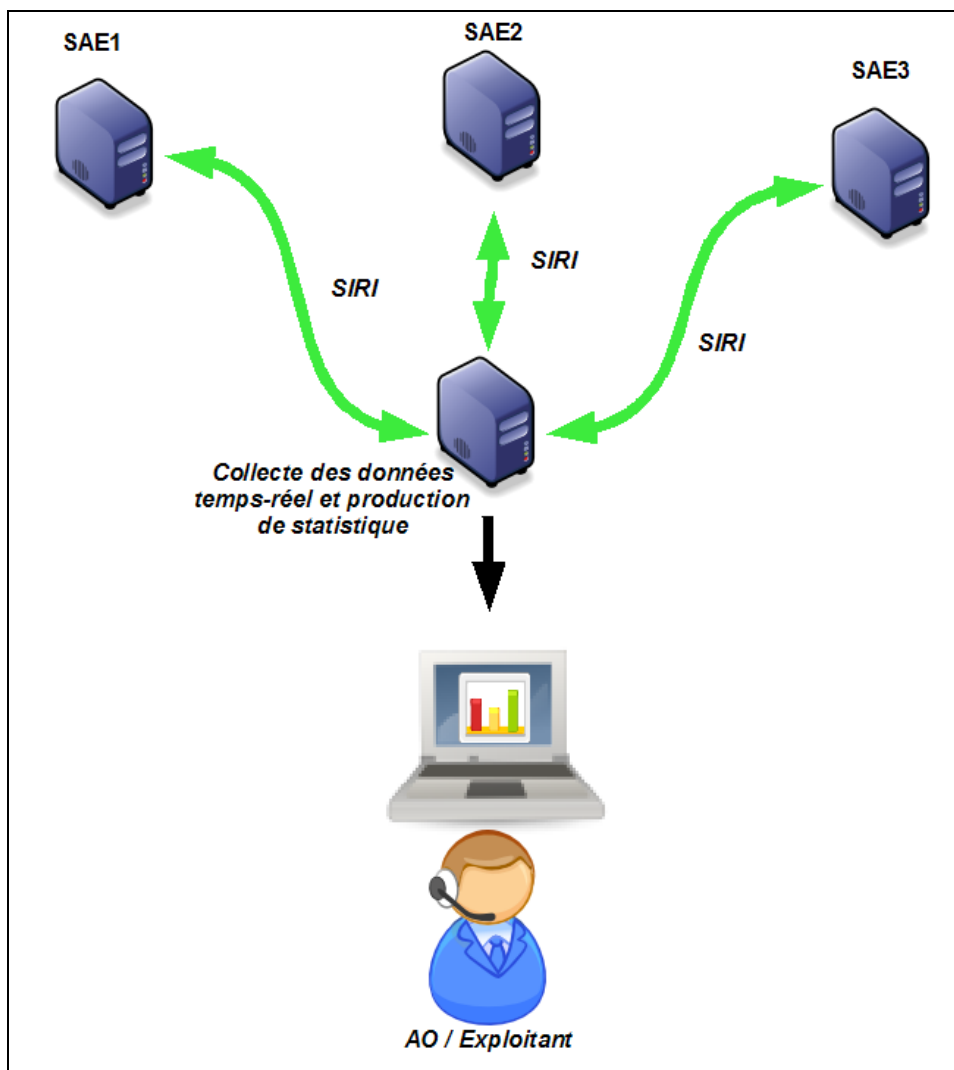 SAE1
SAE2
SAE3
SIRI
SIRI
SIRI
Collecte des données
temps-réel et production
de statistique
AO / Exploitant